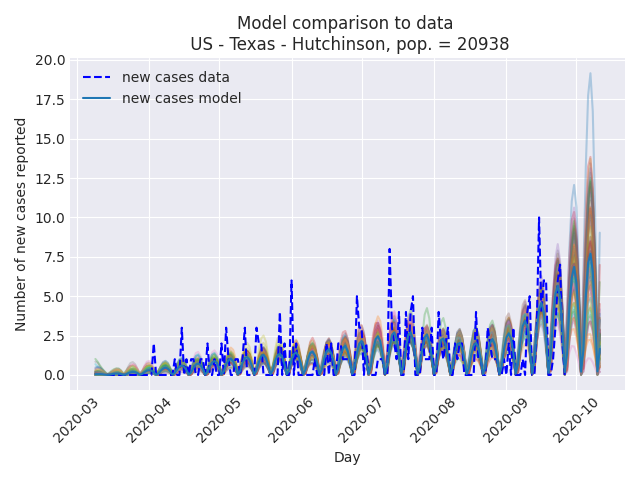 Model comparison to data
US - Texas - Hutchinson, pop. = 20938
new cases data
new cases model
Number of new cases reported
20.0
17.5
15.0
12.5
10.0
7.5
5.0
2.5
0.0
2020-03
2020-04
2020-05
2020-06
2020-07
2020-08
2020-09
2020-10
Day